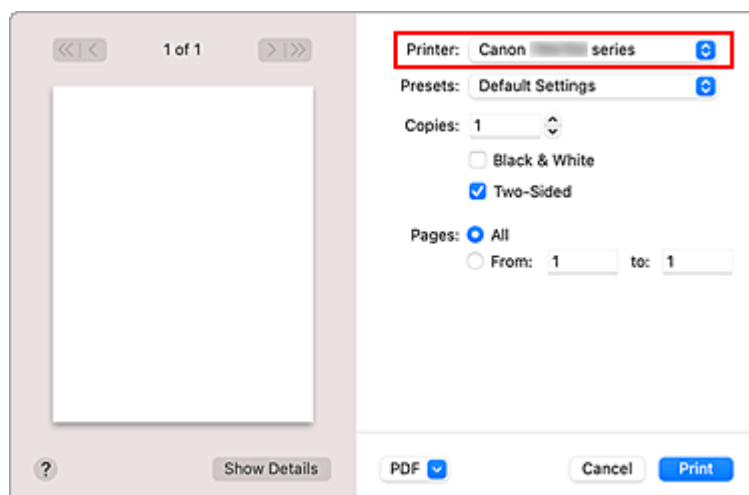 1 of 1
Printer: Canon series
Presets: Default Settings
Copies: 1
Black & White
Two-Sided
Pages: All
From: 1 to: 1
? Show Details PDF Cancel Print